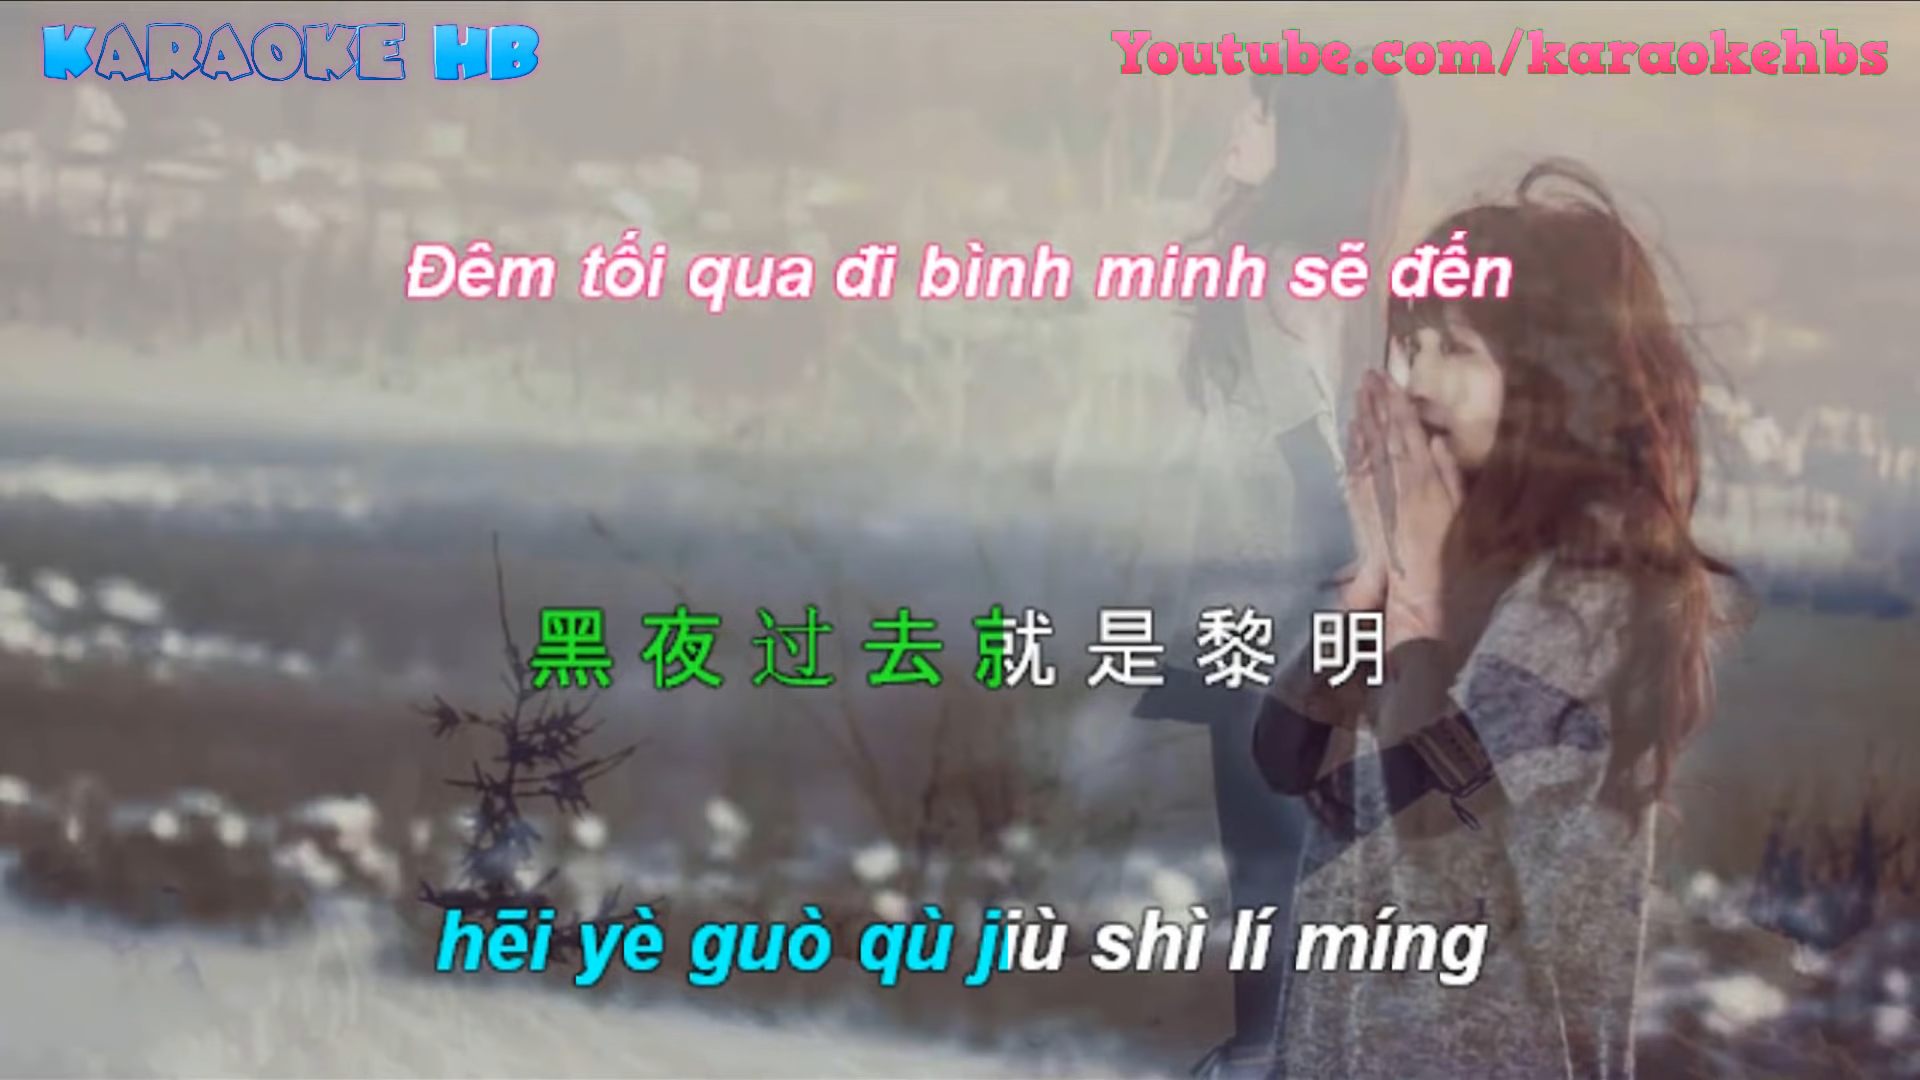 KARAOKE HB
Youtube.com/karaokehbs
Đêm tối qua đi bình minh sẽ đến
黑夜过去就是黎明
hēi yè guò qù jiù shì lí míng